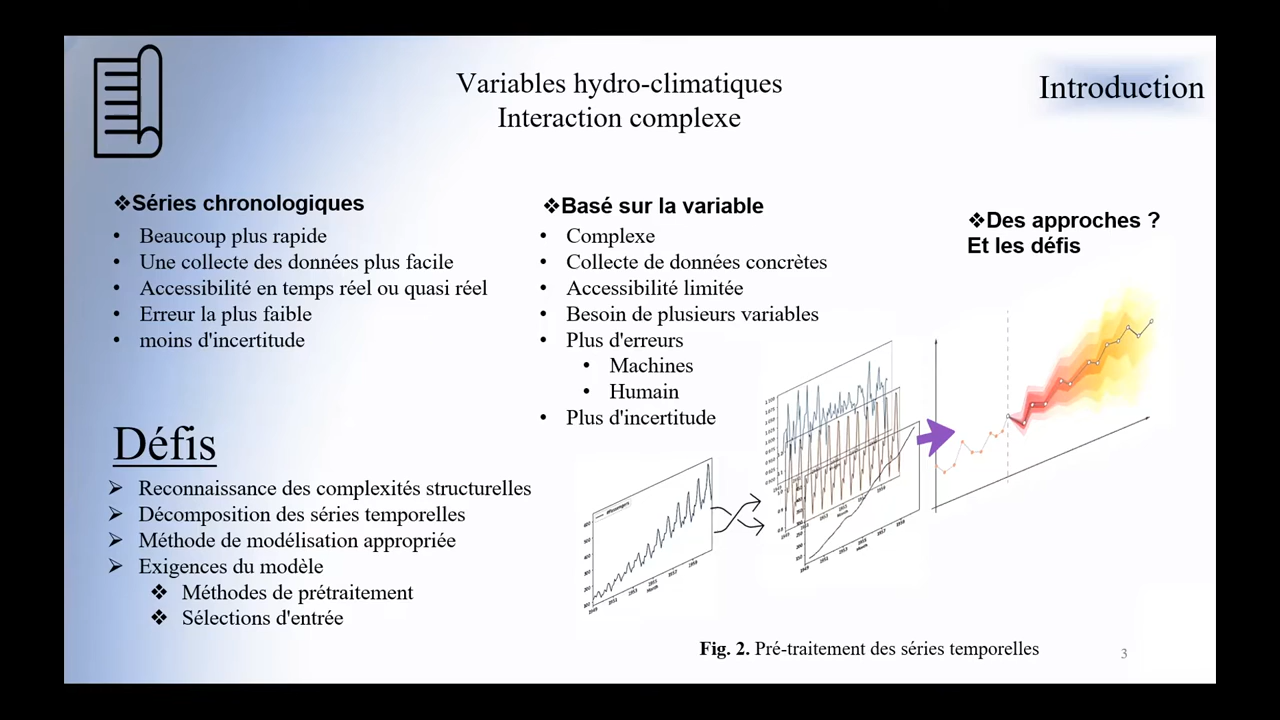 Variables hydro-climatiques
Interaction complexe
Introduction
❖Séries chronologiques
• Beaucoup plus rapide
• Une collecte des données plus facile
• Accessibilité en temps réel ou quasi réel
• Erreur la plus faible
• moins d'incertitude
❖Basé sur la variable
• Complexe
• Collecte de données concrètes
• Accessibilité limitée
• Besoin de plusieurs variables
• Plus d'erreurs
• Machines
• Humain
• Plus d'incertitude
❖Des approches ?
Et les défis
Défis
➢ Reconnaissance des complexités structurelles
➢ Décomposition des séries temporelles
➢ Méthode de modélisation appropriée
➢ Exigences du modèle
❖ Méthodes de prétraitement
❖ Sélections d'entrée
Fig. 2. Pré-traitement des séries temporelles
3